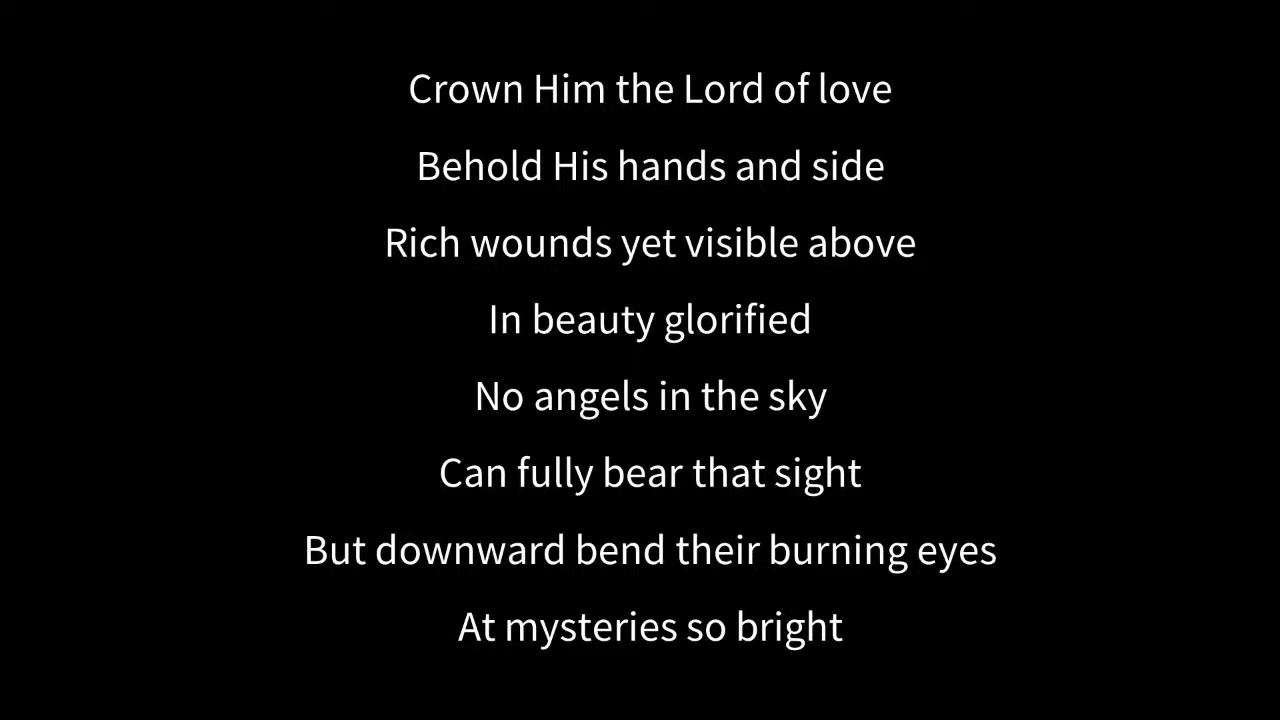 Crown Him the Lord of love
Behold His hands and side
Rich wounds yet visible above
In beauty glorified
No angels in the sky
Can fully bear that sight
But downward bend their burning eyes
At mysteries so bright